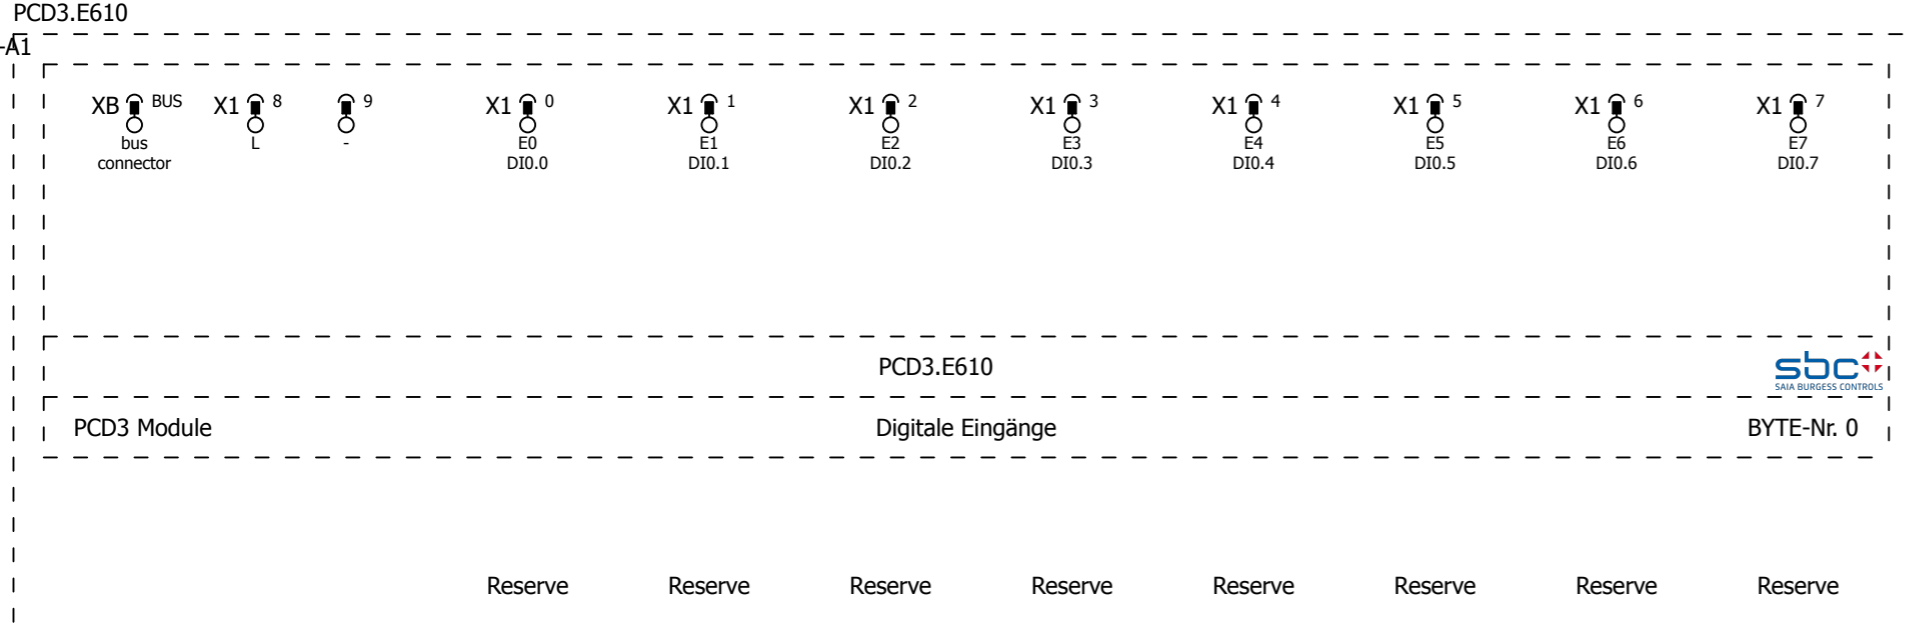 PCD3.E610
-A1
XB BUS X1 8 9 X1 0 X1 1 X1 2 X1 3 X1 4 X1 5 X1 6 X1 7
bus L - E0 E1 E2 E3 E4 E5 E6 E7
connector DI0.0 DI0.1 DI0.2 DI0.3 DI0.4 DI0.5 DI0.6 DI0.7
PCD3.E610
sbc
SAIA BURGESS CONTROLS
PCD3 Module Digitale Eingänge BYTE-Nr. 0
Reserve Reserve Reserve Reserve Reserve Reserve Reserve Reserve